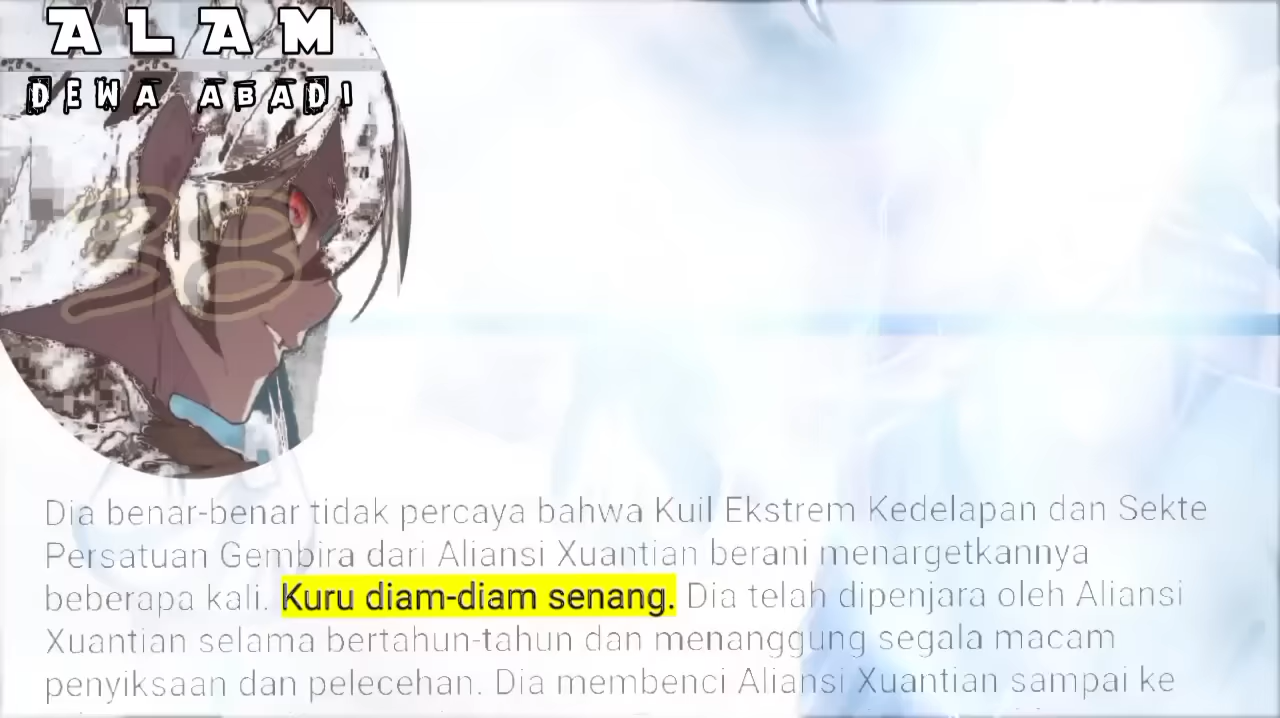 ALAM
DEWA ABADI
38
Dia benar-benar tidak percaya bahwa Kuil Ekstrem Kedelapan dan Sekte
Persatuan Gembira dari Aliansi Xuantian berani menargetkannya
beberapa kali. Kuru diam-diam senang. Dia telah dipenjara oleh Aliansi
Xuantian selama bertahun-tahun dan menanggung segala macam
penyiksaan dan pelecehan. Dia membenci Aliansi Xuantian sampai ke